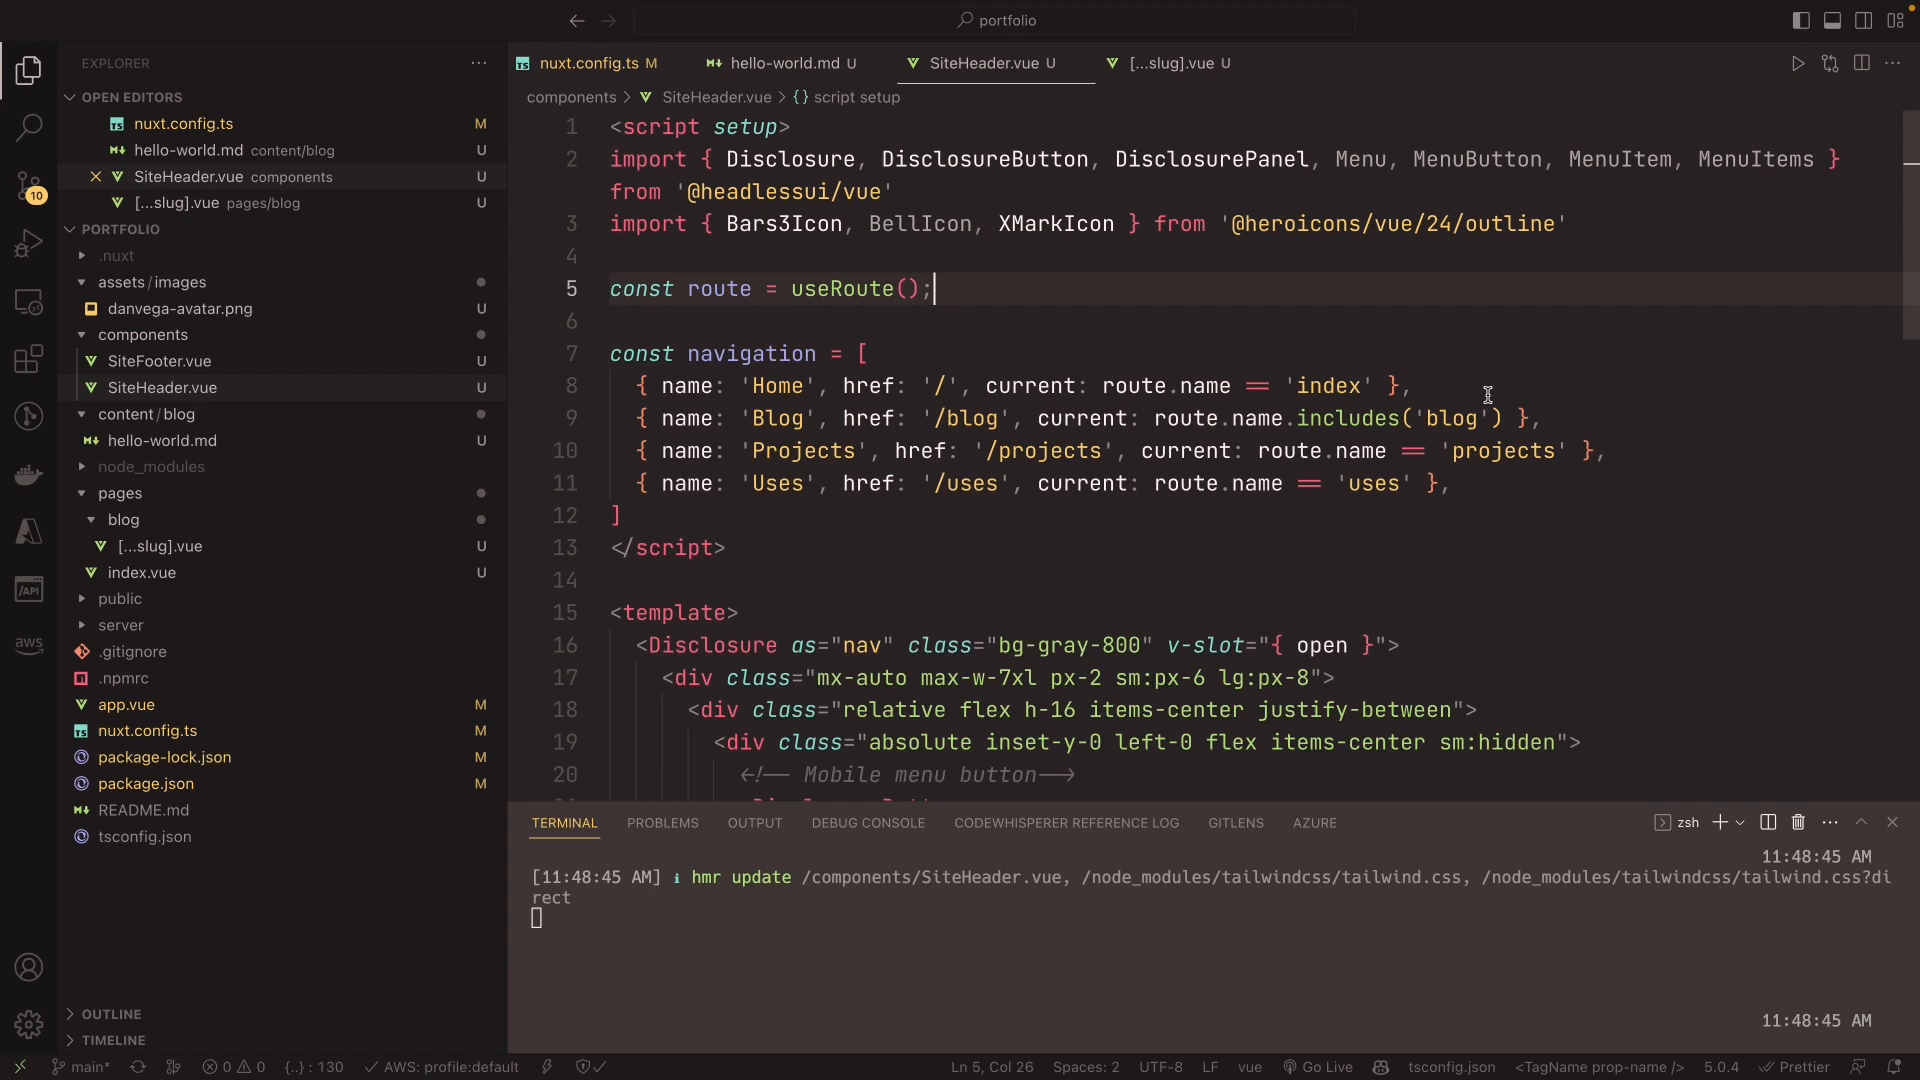 portfolio
EXPLORER
OPEN EDITORS
nuxt.config.ts M
hello-world.md content/blog U
SiteHeader.vue components U
[...slug].vue pages/blog U
PORTFOLIO
.nuxt
assets/images
danvega-avatar.png U
components
SiteFooter.vue U
SiteHeader.vue U
content/blog
hello-world.md U
node_modules
pages
blog
[...slug].vue U
index.vue U
public
server
.gitignore
.npmrc
app.vue M
nuxt.config.ts M
package-lock.json M
package.json M
README.md
tsconfig.json
OUTLINE
TIMELINE
10
/API
aws
nuxt.config.ts M hello-world.md U SiteHeader.vue U [...slug].vue U
components > SiteHeader.vue > {} script setup
1 <script setup>
2 import { Disclosure, DisclosureButton, DisclosurePanel, Menu, MenuButton, MenuItem, MenuItems }
from '@headlessui/vue'
3 import { Bars3Icon, BellIcon, XMarkIcon } from '@heroicons/vue/24/outline'
4
5 const route = useRoute();
6
7 const navigation = [
8 { name: 'Home', href: '/', current: route.name == 'index' },
9 { name: 'Blog', href: '/blog', current: route.name.includes('blog') },
10 { name: 'Projects', href: '/projects', current: route.name == 'projects' },
11 { name: 'Uses', href: '/uses', current: route.name == 'uses' },
12 ]
13 </script>
14
15 <template>
16 <Disclosure as="nav" class="bg-gray-800" v-slot="{ open }">
17 <div class="mx-auto max-w-7xl px-2 sm:px-6 lg:px-8">
18 <div class="relative flex h-16 items-center justify-between">
19 <div class="absolute inset-y-0 left-0 flex items-center sm:hidden">
20 <!-- Mobile menu button-->
TERMINAL PROBLEMS OUTPUT DEBUG CONSOLE CODEWHISPERER REFERENCE LOG GITLENS AZURE
zsh
11:48:45 AM
[11:48:45 AM] ℹ hmr update /components/SiteHeader.vue, /node_modules/tailwindcss/tailwind.css, /node_modules/tailwindcss/tailwind.css?di
rect
11:48:45 AM
main* 0 0 {..} : 130 AWS: profile:default Ln 5, Col 26 Spaces: 2 UTF-8 LF vue Go Live tsconfig.json <TagName prop-name /> 5.0.4 Prettier